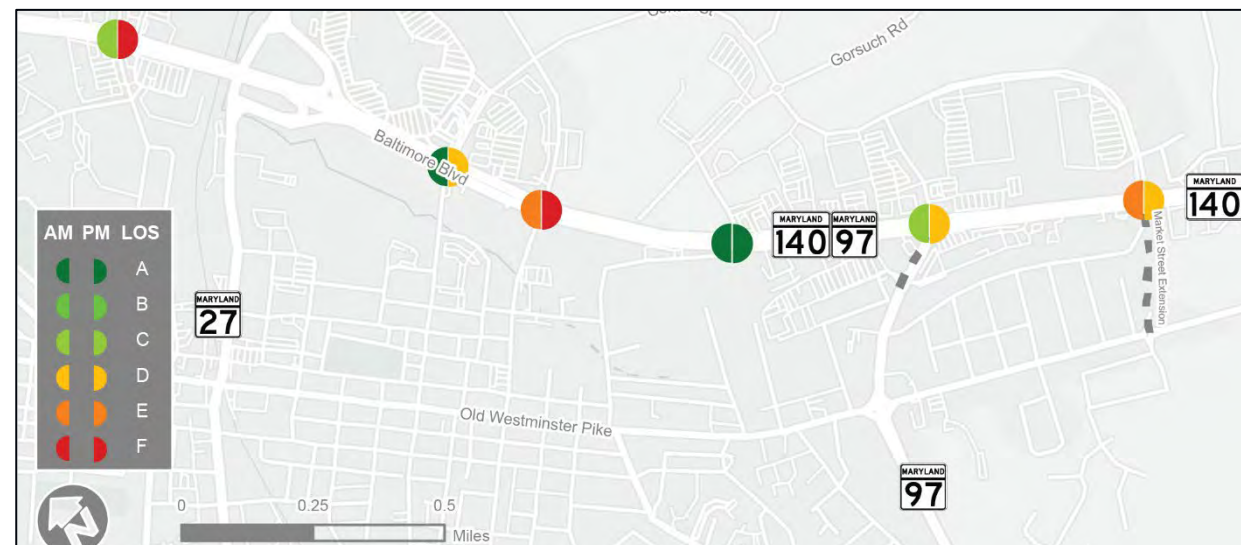 Gorsuch Rd
Baltimore Blvd
MARYLAND
140
MARYLAND
97
MARYLAND
140
Market Street Extension
AM PM LOS
A
B
C
D
E
F
MARYLAND
27
Old Westminster Pike
MARYLAND
97
0 0.25 0.5
Miles